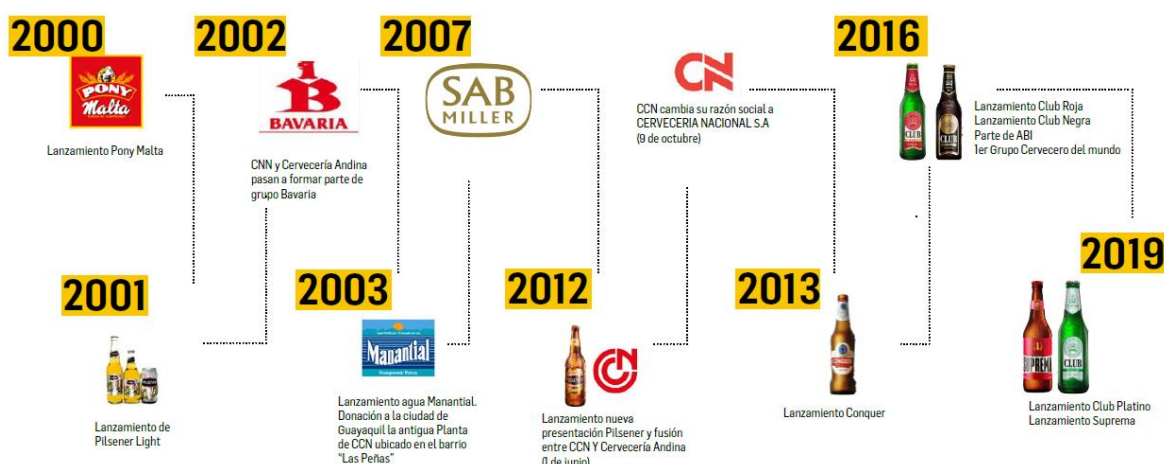 2000
PONY
Malta
Lanzamiento Pony Malta
2001
Lanzamiento de
Pilsener Light
2002
B
BAVARIA
CNN y Cervecería Andina
pasan a formar parte de
grupo Bavaria
2003
Manantial
Lanzamiento agua Manantial.
Donación a la ciudad de
Guayaquil la antigua Planta
de CCN ubicado en el barrio
“Las Peñas”
2007
SAB
MILLER
2012
Lanzamiento nueva
presentación Pilsener y fusión
entre CCN Y Cervecería Andina
(1 de junio)
CN
CCN cambia su razón social a
CERVECERIA NACIONAL S.A
(9 de octubre)
2013
Lanzamiento Conquer
2016
CLUB
CLUB
Lanzamiento Club Roja
Lanzamiento Club Negra
Parte de ABI
1er Grupo Cervecero del mundo
2019
CLUB
Lanzamiento Club Platino
Lanzamiento Suprema